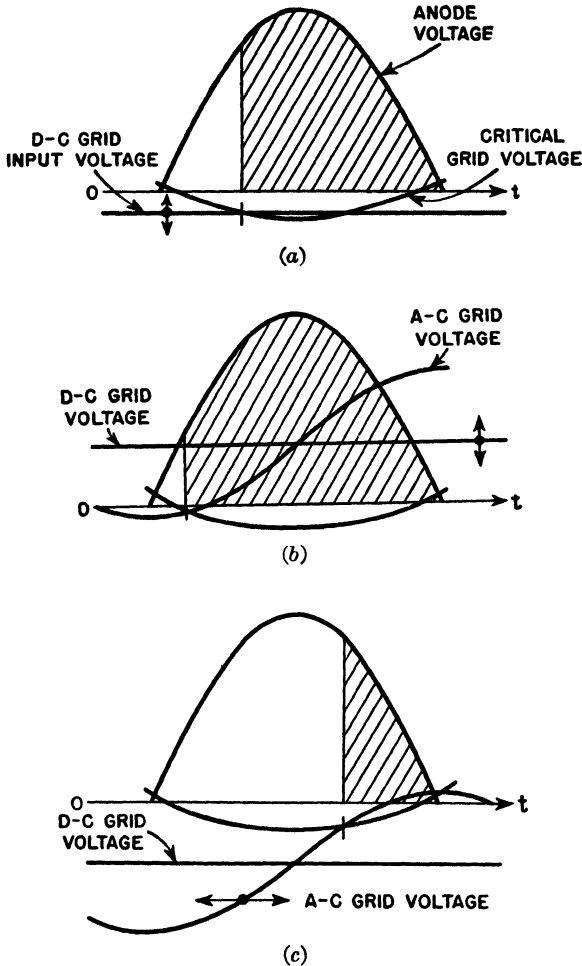 ANODE
VOLTAGE
D-C GRID
INPUT VOLTAGE
CRITICAL
GRID VOLTAGE
0
t
(a)
A-C GRID
VOLTAGE
D-C GRID
VOLTAGE
0
t
(b)
0
t
D-C GRID
VOLTAGE
A-C GRID VOLTAGE
(c)